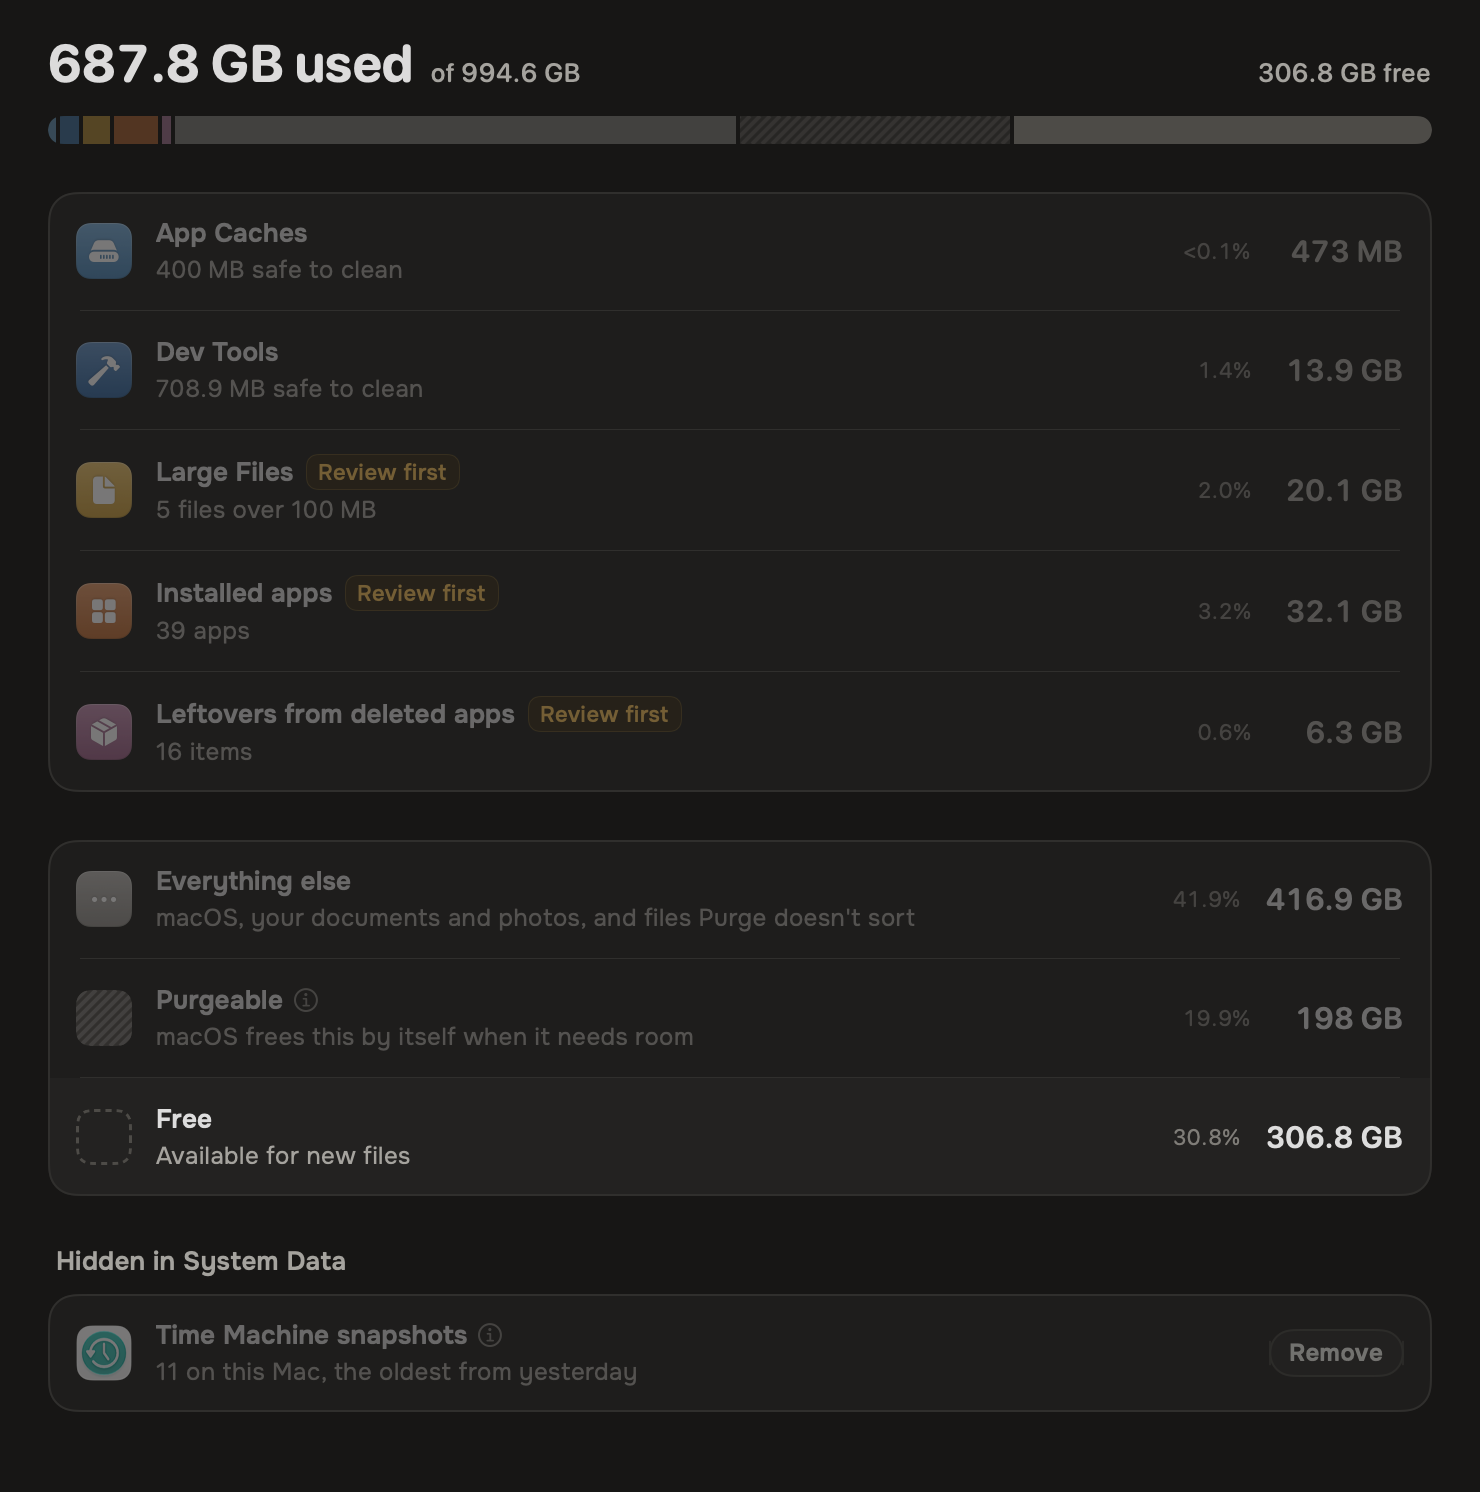 687.8 GB used of 994.6 GB 306.8 GB free
App Caches
400 MB safe to clean
<0.1% 473 MB
Dev Tools
708.9 MB safe to clean
1.4% 13.9 GB
Large Files Review first
5 files over 100 MB
2.0% 20.1 GB
Installed apps Review first
39 apps
3.2% 32.1 GB
Leftovers from deleted apps Review first
16 items
0.6% 6.3 GB
Everything else
macOS, your documents and photos, and files Purge doesn't sort
41.9% 416.9 GB
Purgeable
macOS frees this by itself when it needs room
19.9% 198 GB
Free
Available for new files
30.8% 306.8 GB
Hidden in System Data
Time Machine snapshots
11 on this Mac, the oldest from yesterday
Remove